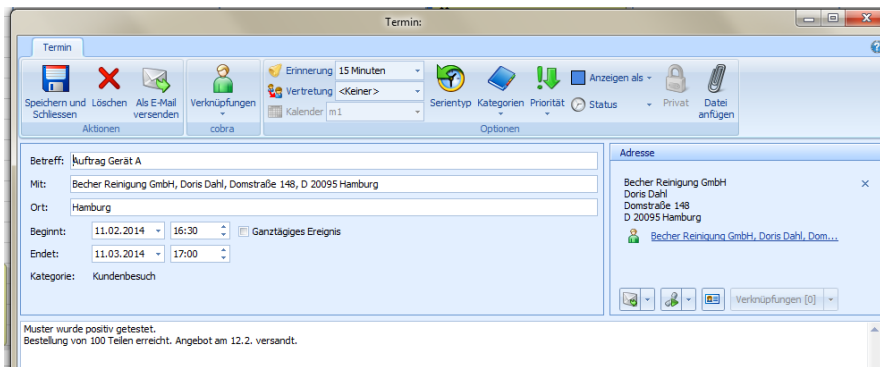 Termin:
Termin
Speichern und Schliessen
Löschen
Als E-Mail versenden
Aktionen
Verknüpfungen
cobra
Erinnerung 15 Minuten
Vertretung <Keiner>
Kalender m1
Serientyp
Kategorien
Priorität
Anzeigen als
Status
Privat
Datei anfügen
Optionen
Betreff: Auftrag Gerät A
Mit: Becher Reinigung GmbH, Doris Dahl, Domstraße 148, D 20095 Hamburg
Ort: Hamburg
Beginnt: 11.02.2014 16:30 Ganztägiges Ereignis
Endet: 11.03.2014 17:00
Kategorie: Kundenbesuch
Adresse
Becher Reinigung GmbH
Doris Dahl
Domstraße 148
D 20095 Hamburg
Becher Reinigung GmbH, Doris Dahl, Dom...
Verknüpfungen [0]
Muster wurde positiv getestet.
Bestellung von 100 Teilen erreicht. Angebot am 12.2. versandt.